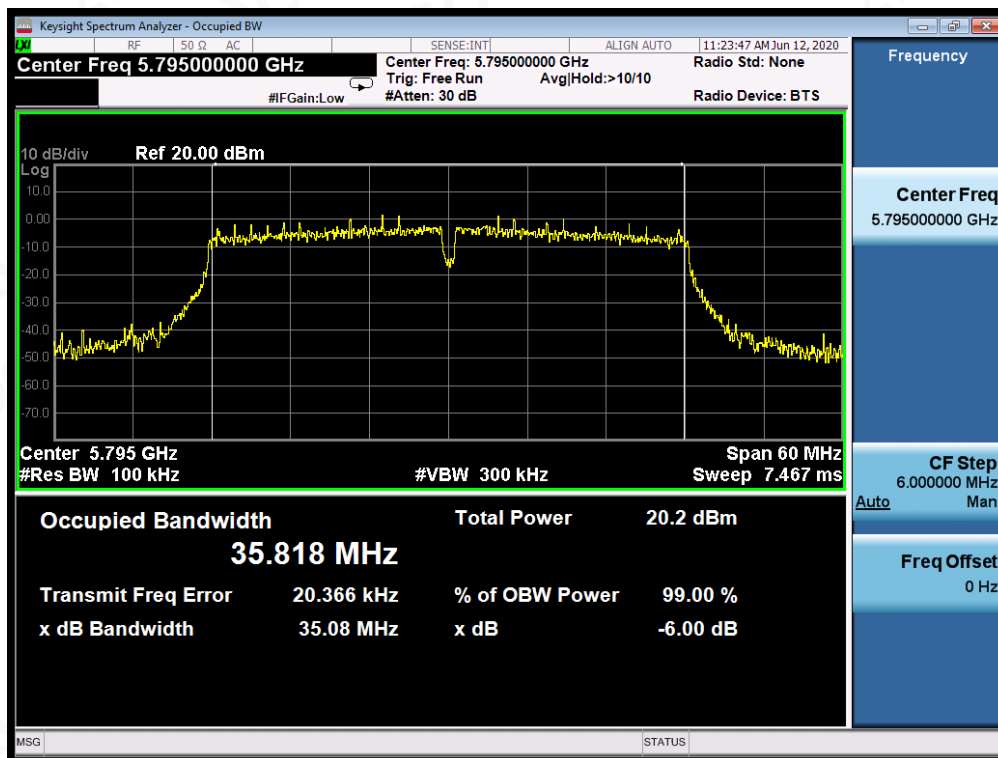 Keysight Spectrum Analyzer - Occupied BW
LXI RF 50 Ω AC SENSE:INT ALIGN AUTO 11:23:47 AM Jun 12, 2020
Center Freq 5.795000000 GHz
Center Freq: 5.795000000 GHz
Radio Std: None
Trig: Free Run Avg|Hold:>10/10
#IFGain:Low
#Atten: 30 dB
Radio Device: BTS
10 dB/div Ref 20.00 dBm
Log
10.0
0.00
-10.0
-20.0
-30.0
-40.0
-50.0
-60.0
-70.0
Center 5.795 GHz Span 60 MHz
#Res BW 100 kHz #VBW 300 kHz Sweep 7.467 ms
Occupied Bandwidth Total Power 20.2 dBm
35.818 MHz
Transmit Freq Error 20.366 kHz % of OBW Power 99.00 %
x dB Bandwidth 35.08 MHz x dB -6.00 dB
MSG STATUS
Frequency
Center Freq
5.795000000 GHz
CF Step
6.000000 MHz
Auto Man
Freq Offset
0 Hz